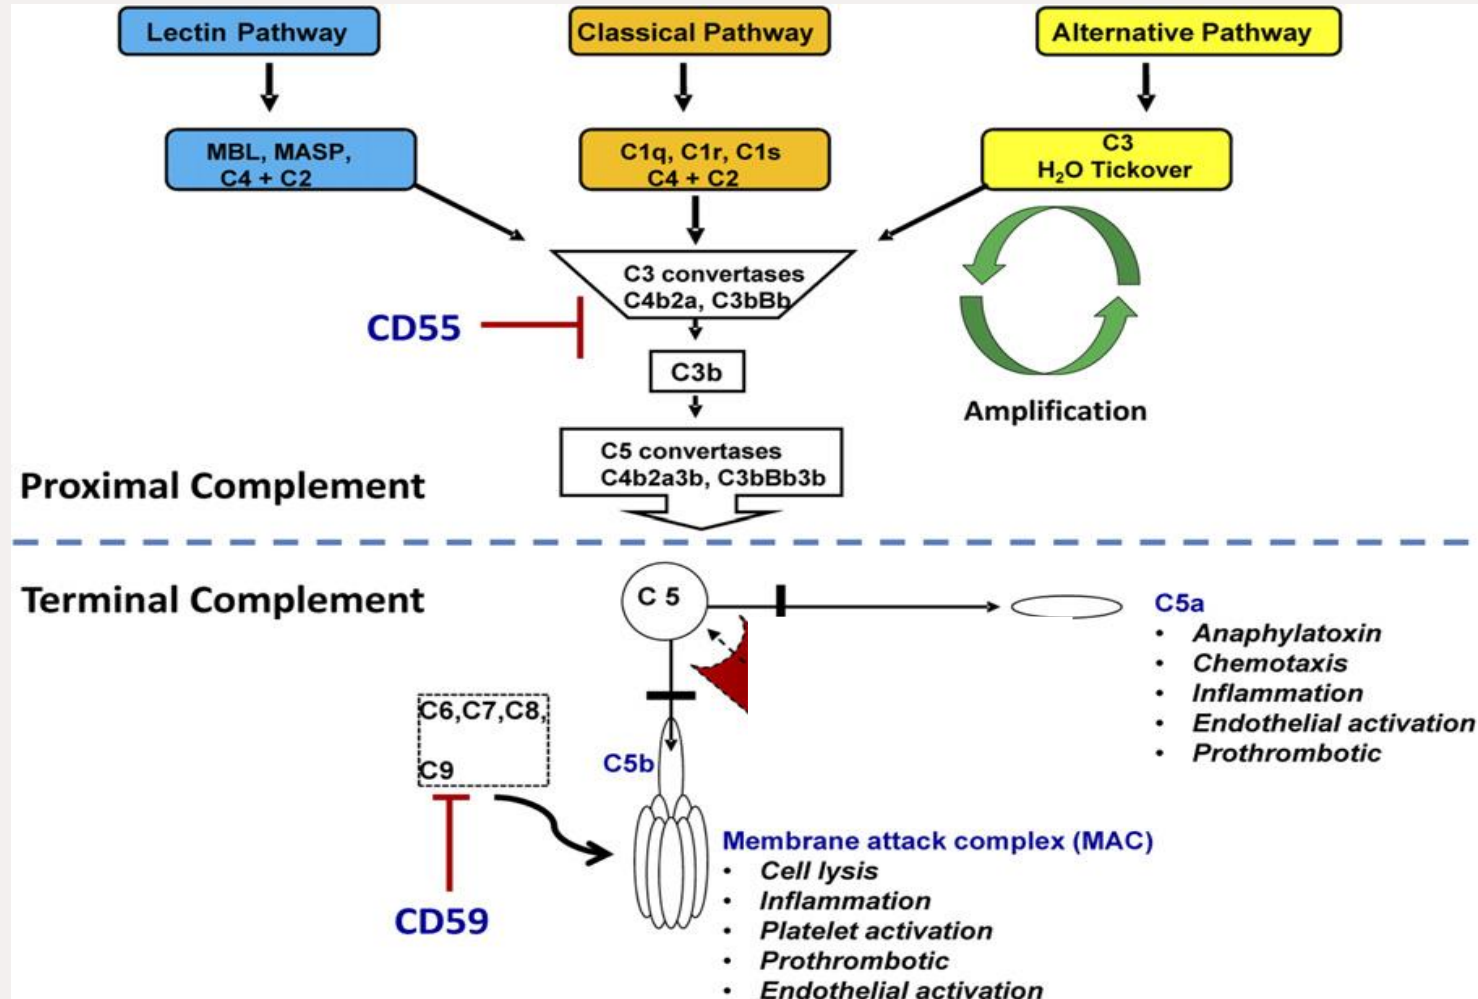 Lectin Pathway
Classical Pathway
Alternative Pathway
MBL, MASP,
C4 + C2
C1q, C1r, C1s
C4 + C2
C3
H₂O Tickover
C3 convertases
C4b2a, C3bBb
CD55
C3b
Amplification
C5 convertases
C4b2a3b, C3bBb3b
Proximal Complement
Terminal Complement
C 5
C5a
• Anaphylatoxin
• Chemotaxis
• Inflammation
• Endothelial activation
• Prothrombotic
C6,C7,C8,
C9
C5b
CD59
Membrane attack complex (MAC)
• Cell lysis
• Inflammation
• Platelet activation
• Prothrombotic
• Endothelial activation